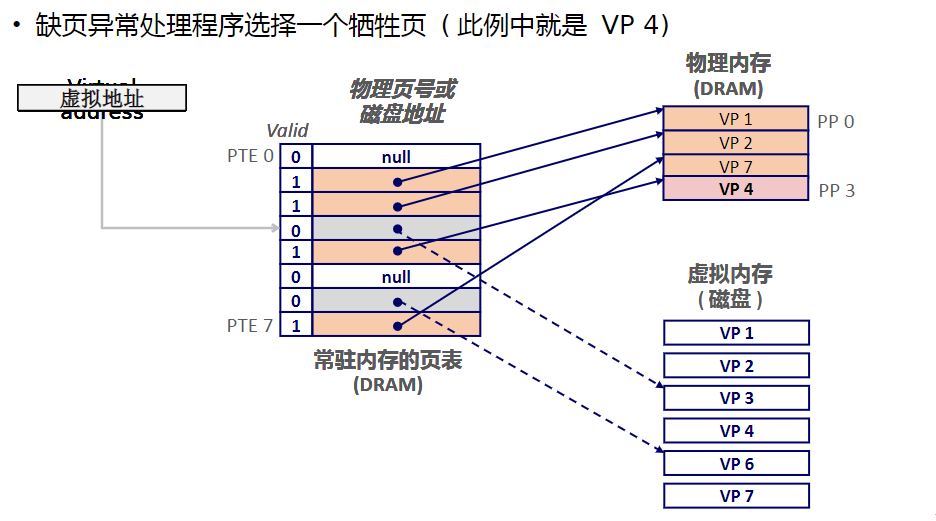 • 缺页异常处理程序选择一个牺牲页 ( 此例中就是 VP 4)
Virtual
虚拟地址
address
物理页号或
磁盘地址
Valid
PTE 0
0
null
1
1
0
1
0
null
0
PTE 7
1
常驻内存的页表
(DRAM)
物理内存
(DRAM)
VP 1
PP 0
VP 2
VP 7
VP 4
PP 3
虚拟内存
( 磁盘 )
VP 1
VP 2
VP 3
VP 4
VP 6
VP 7